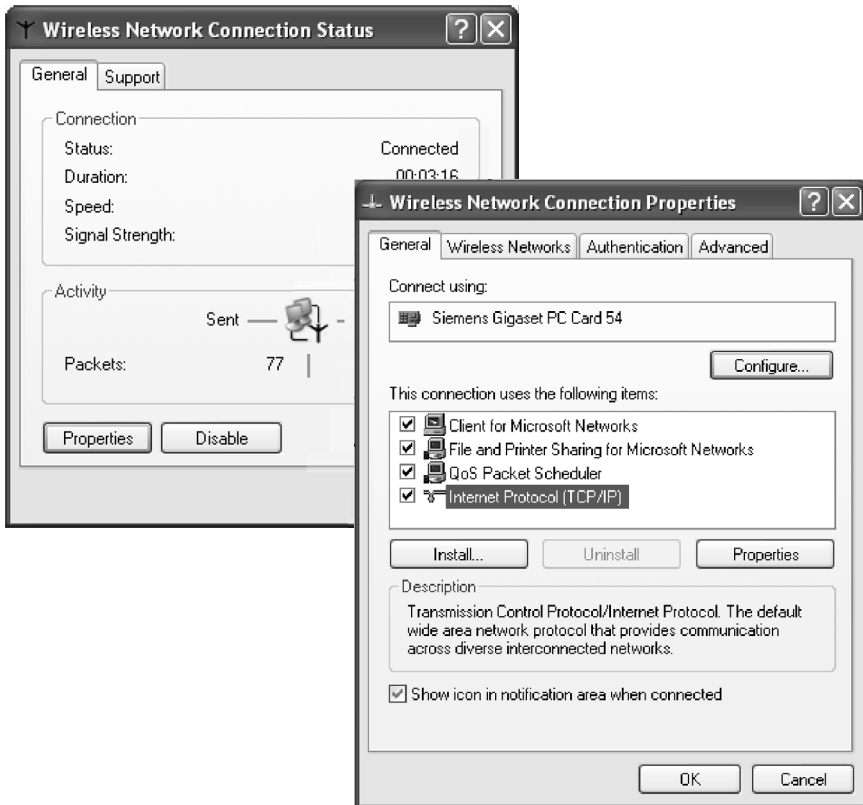 Wireless Network Connection Status
General Support
Connection
Status: Connected
Duration: 00:03:16
Speed:
Signal Strength:
Activity
Sent
Packets: 77
Properties Disable
Wireless Network Connection Properties
General Wireless Networks Authentication Advanced
Connect using:
Siemens Gigaset PC Card 54
Configure...
This connection uses the following items:
Client for Microsoft Networks
File and Printer Sharing for Microsoft Networks
QoS Packet Scheduler
Internet Protocol (TCP/IP)
Install... Uninstall Properties
Description
Transmission Control Protocol/Internet Protocol. The default
wide area network protocol that provides communication
across diverse interconnected networks.
Show icon in notification area when connected
OK Cancel